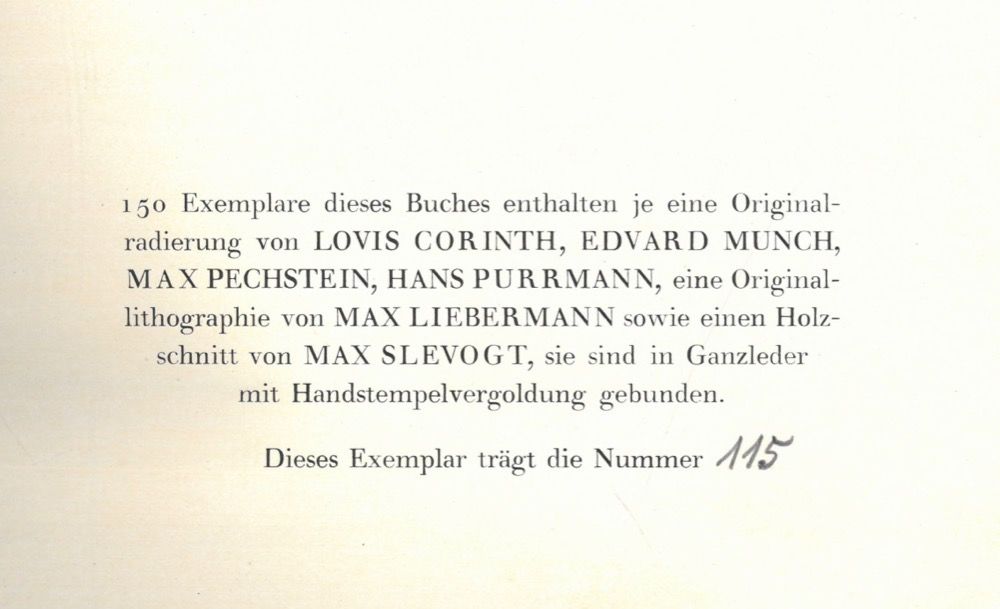 150 Exemplare dieses Buches enthalten je eine Original-
radierung von LOVIS CORINTH, EDVARD MUNCH,
MAX PECHSTEIN, HANS PURRMANN, eine Original-
lithographie von MAX LIEBERMANN sowie einen Holz-
schnitt von MAX SLEVOGT, sie sind in Ganzleder
mit Handstempelvergoldung gebunden.
Dieses Exemplar trägt die Nummer 115